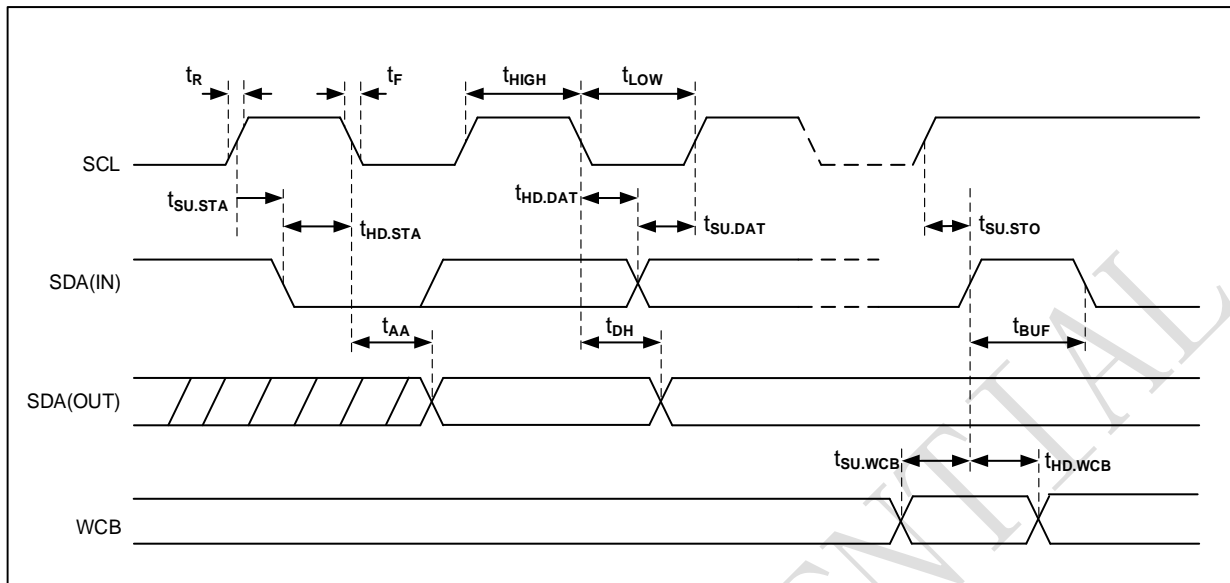 tR
tF
tHIGH
tLOW
SCL
tSU.STA
tHD.STA
tHD.DAT
tSU.DAT
tSU.STO
SDA(IN)
tAA
tDH
tBUF
SDA(OUT)
tSU.WCB
tHD.WCB
WCB
NTIAL